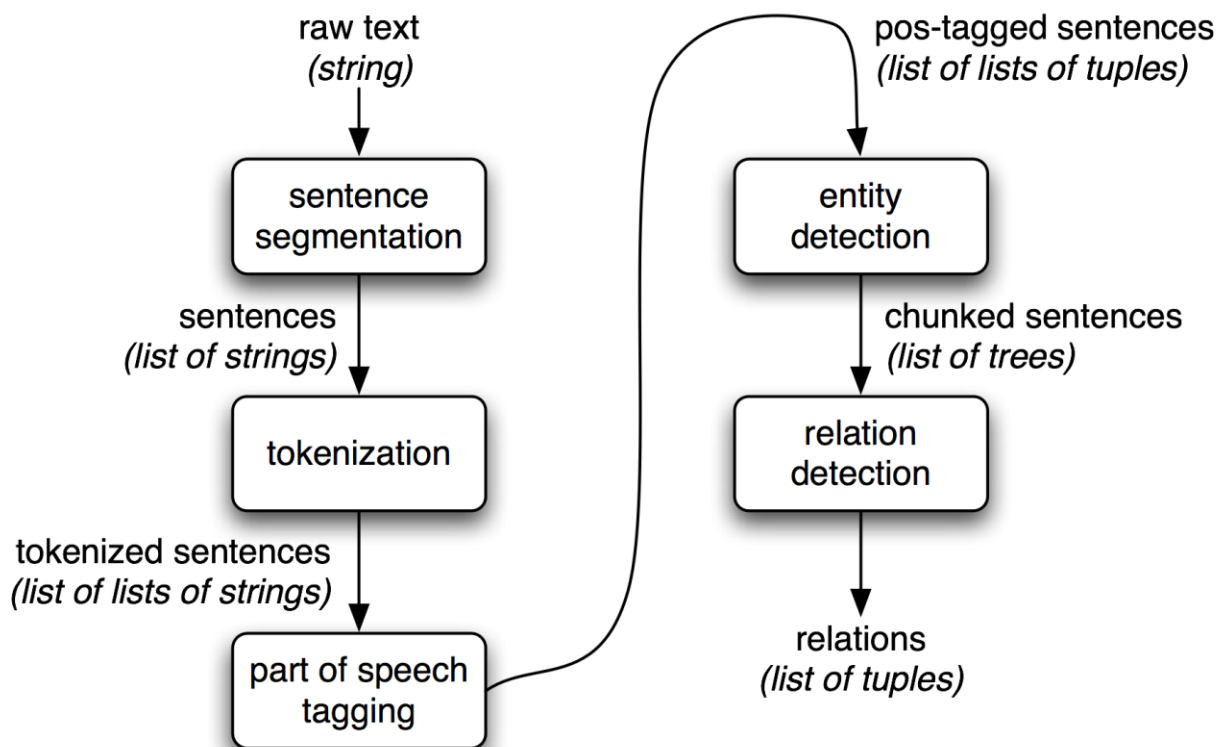 raw text
(string)
sentence
segmentation
sentences
(list of strings)
tokenization
tokenized sentences
(list of lists of strings)
part of speech
tagging
pos-tagged sentences
(list of lists of tuples)
entity
detection
chunked sentences
(list of trees)
relation
detection
relations
(list of tuples)